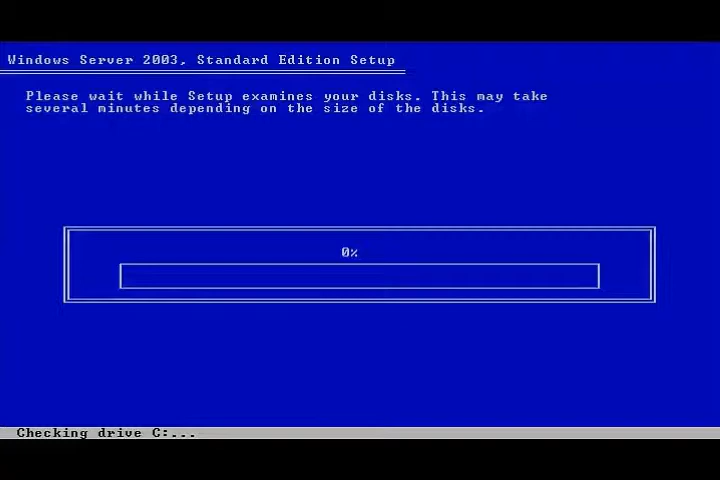 Windows Server 2003, Standard Edition Setup
Please wait while Setup examines your disks. This may take
several minutes depending on the size of the disks.
0%
Checking drive C:...